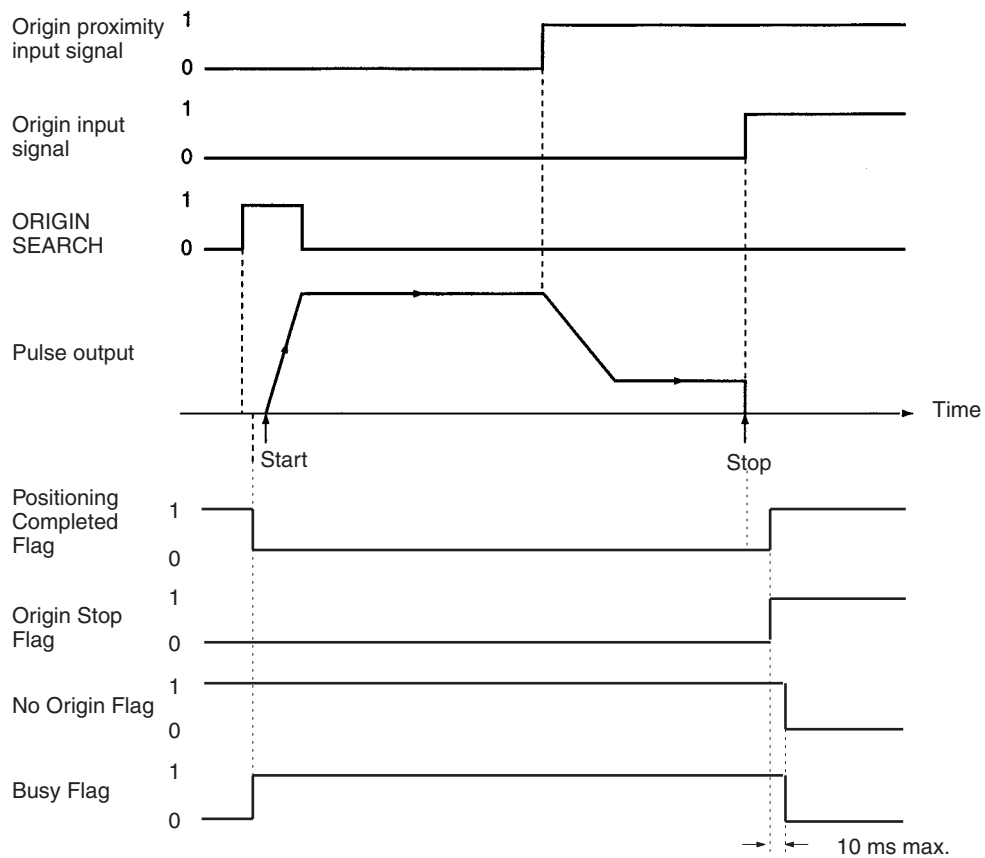 Origin proximity
input signal
1
0
Origin input
signal
1
0
ORIGIN
SEARCH
1
0
Pulse output
Time
Start
Stop
Positioning
Completed
Flag
1
0
Origin Stop
Flag
1
0
No Origin Flag
1
0
Busy Flag
1
0
10 ms max.